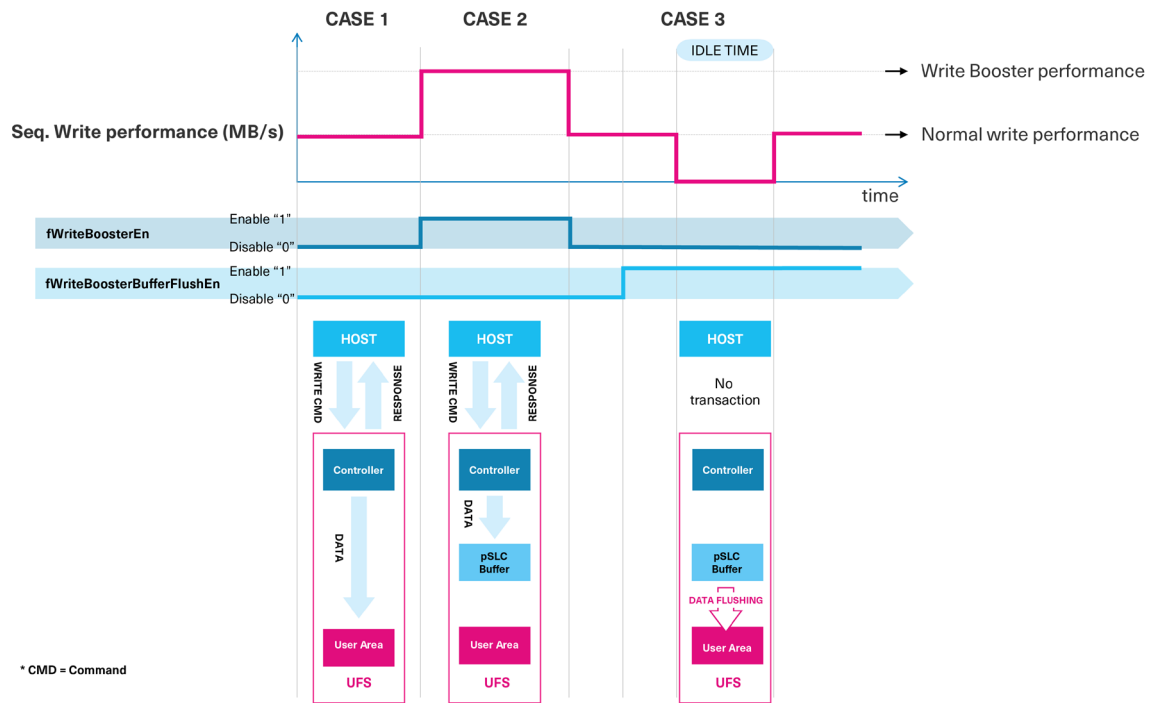 CASE 1
CASE 2
CASE 3
IDLE TIME
Write Booster performance
Seq. Write performance (MB/s)
Normal write performance
time
Enable “1”
fWriteBoosterEn
Disable “0”
Enable “1”
fWriteBoosterBufferFlushEn
Disable “0”
HOST
HOST
HOST
WRITE CMD
RESPONSE
WRITE CMD
RESPONSE
No
transaction
Controller
Controller
Controller
DATA
DATA
pSLC
Buffer
pSLC
Buffer
DATA FLUSHING
User Area
User Area
User Area
UFS
UFS
UFS
* CMD = Command